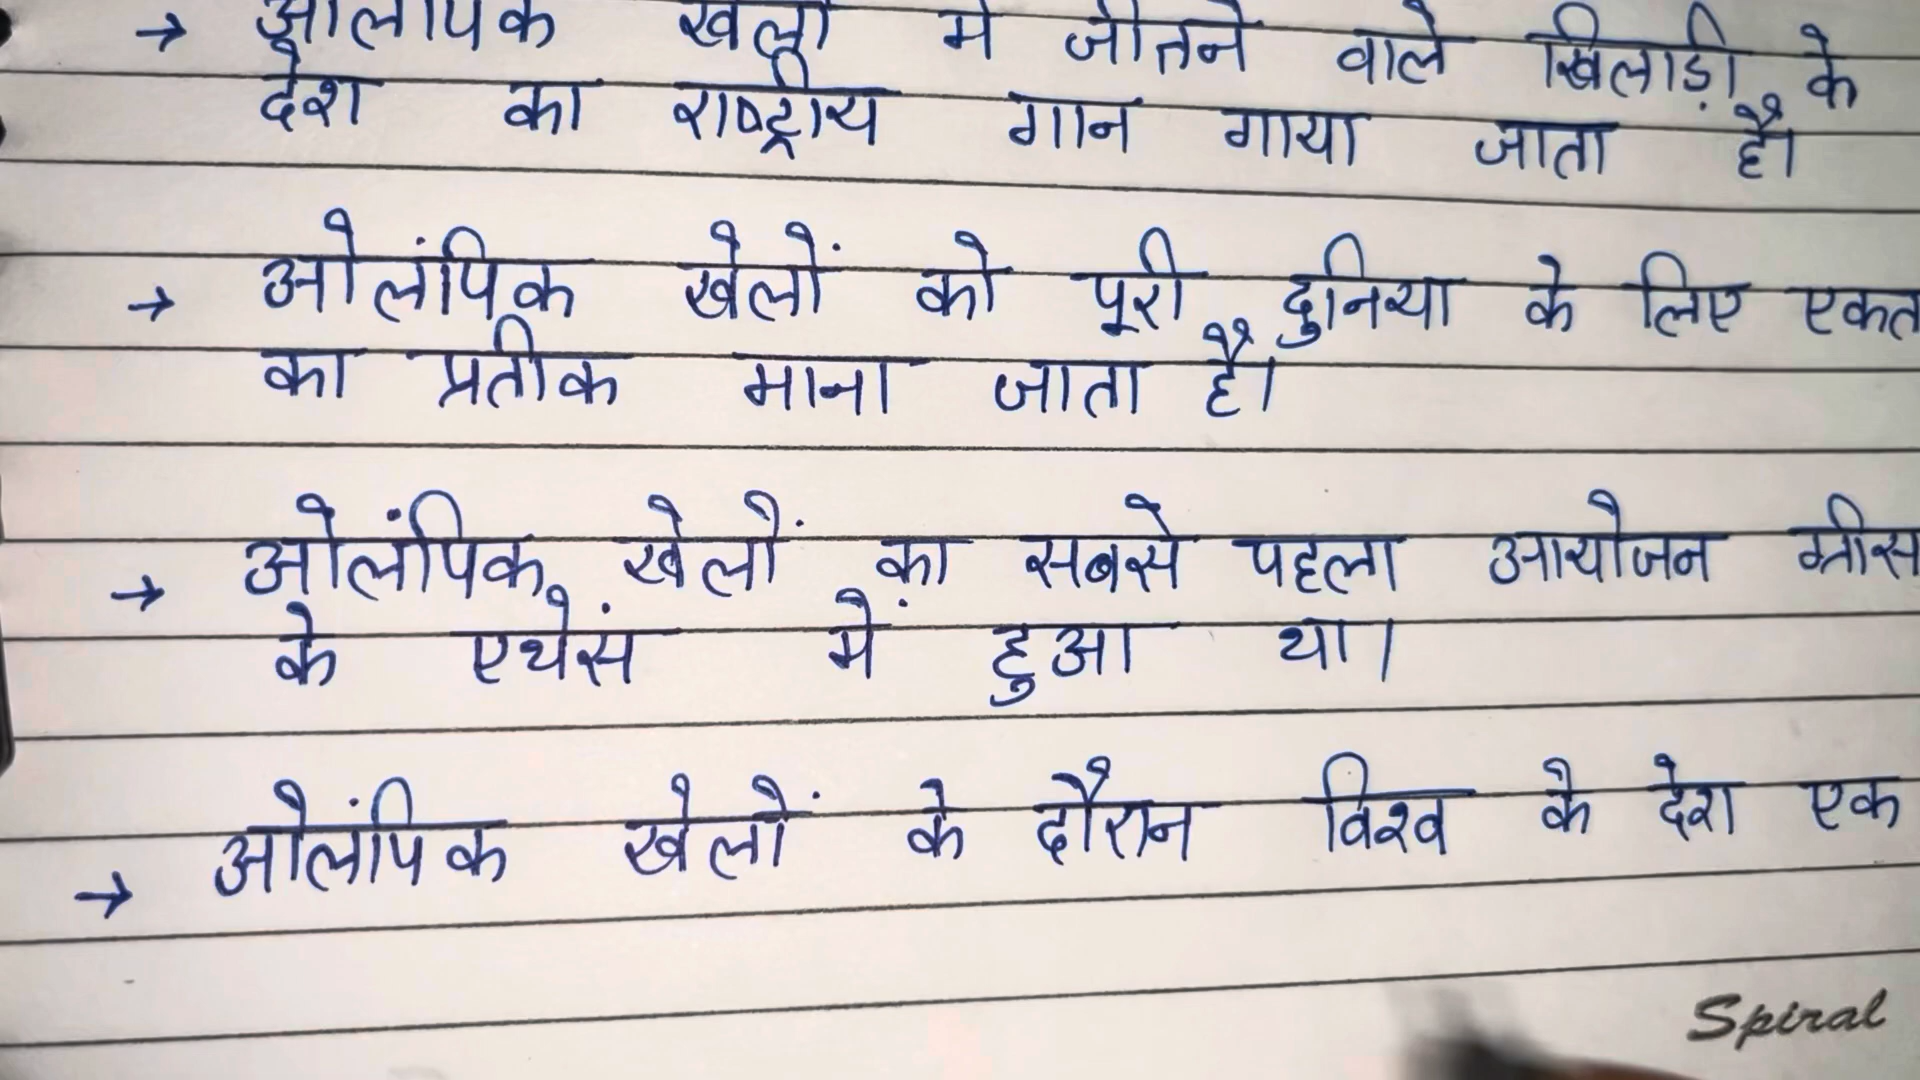 → ओलंपिक खेलों में जीतने वाले खिलाड़ी के
देश का राष्ट्रीय गान गाया जाता है।
→ ओलंपिक खेलों को पूरी दुनिया के लिए एकत
का प्रतीक माना जाता है।
→ ओलंपिक खेलों का सबसे पहला आयोजन ग्रीस
के एथेंस में हुआ था।
→ ओलंपिक खेलों के दौरान विश्व के देश एक
Spiral